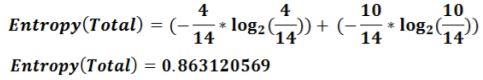 Entropy(Total) = (−4/14 * log₂(4/14)) + (−10/14 * log₂(10/14))
Entropy(Total) = 0.863120569